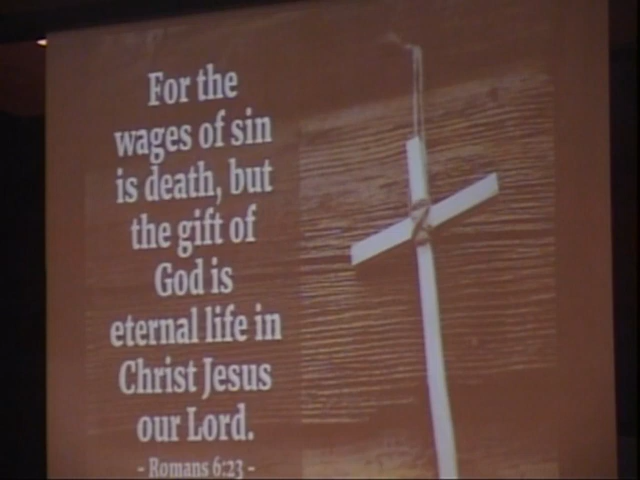 For the
wages of sin
is death, but
the gift of
God is
eternal life in
Christ Jesus
our Lord.
- Romans 6:23 -